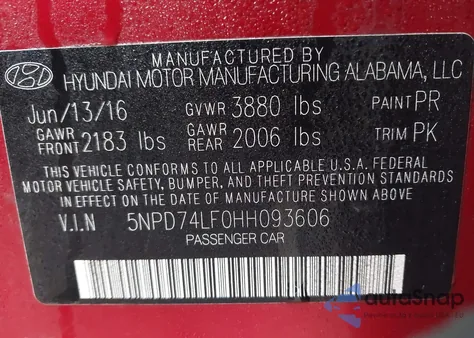 MANUFACTURED BY
HYUNDAI MOTOR MANUFACTURING ALABAMA, LLC
Jun/13/16 GVWR 3880 lbs PAINT PR
GAWR FRONT 2183 lbs GAWR REAR 2006 lbs TRIM PK
THIS VEHICLE CONFORMS TO ALL APPLICABLE U.S.A. FEDERAL
MOTOR VEHICLE SAFETY, BUMPER, AND THEFT PREVENTION STANDARDS
IN EFFECT ON THE DATE OF MANUFACTURE SHOWN ABOVE
V.I.N 5NPD74LF0HH093606
PASSENGER CAR
autoSnap